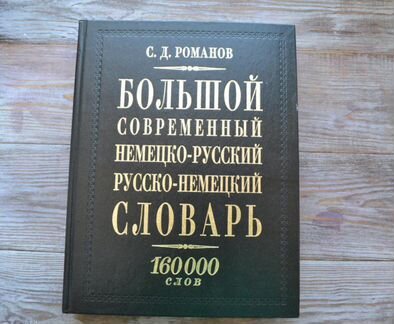 С. Д. РОМАНОВ
БОЛЬШОЙ
СОВРЕМЕННЫЙ
НЕМЕЦКО-РУССКИЙ
РУССКО-НЕМЕЦКИЙ
СЛОВАРЬ
160 000
СЛОВ